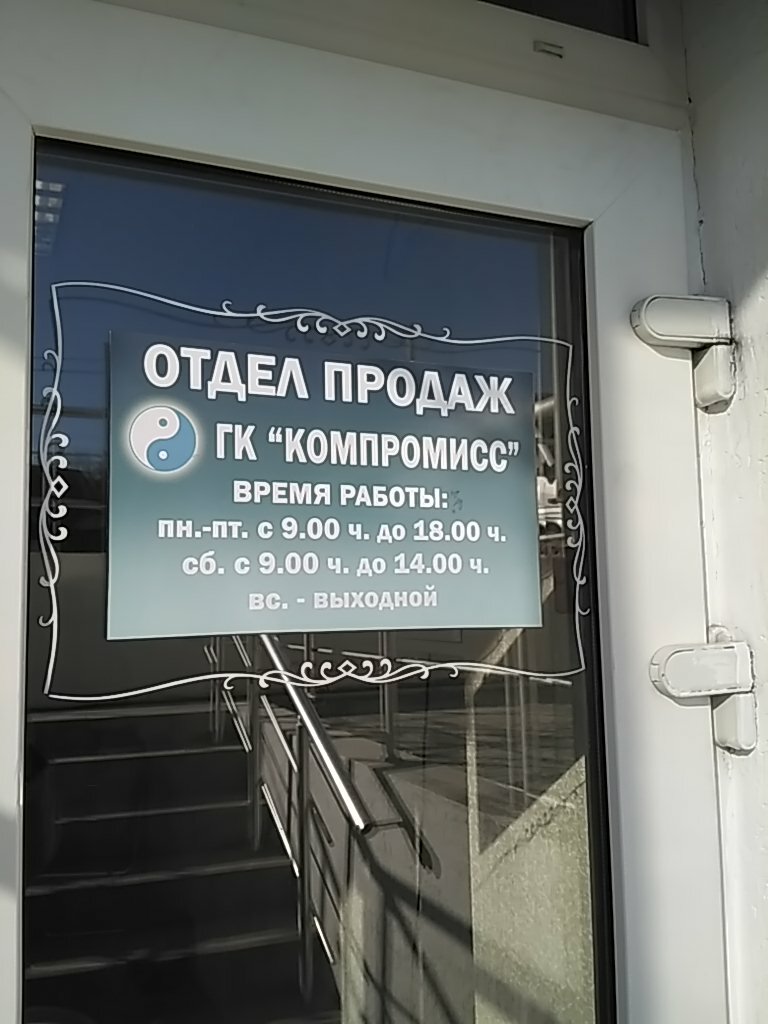 ОТДЕЛ ПРОДАЖ
ГК "КОМПРОМИСС"
ВРЕМЯ РАБОТЫ:
пн.-пт. с 9.00 ч. до 18.00 ч.
сб. с 9.00 ч. до 14.00 ч.
вс. - выходной